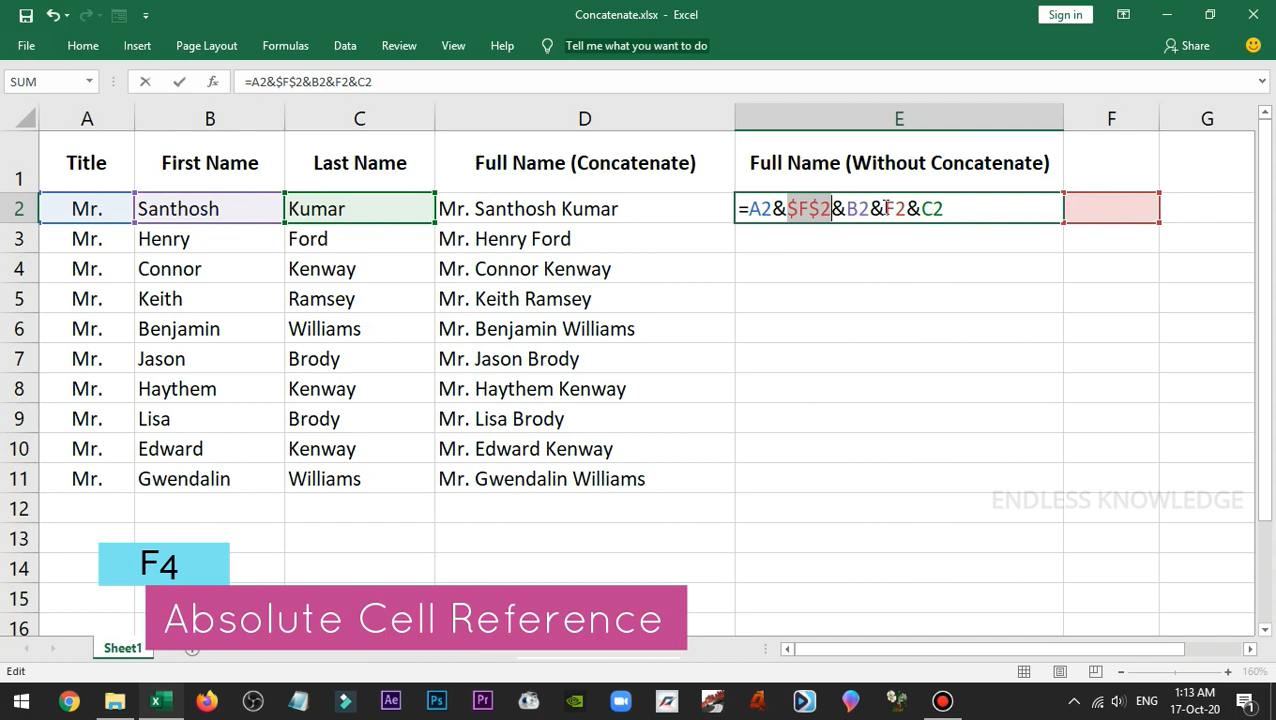 Concatenate.xlsx - Excel
Sign in
File Home Insert Page Layout Formulas Data Review View Help Tell me what you want to do Share
SUM fx =A2&$F$2&B2&F2&C2
A B C D E F G
1 Title First Name Last Name Full Name (Concatenate) Full Name (Without Concatenate)
2 Mr. Santhosh Kumar Mr. Santhosh Kumar =A2&$F$2&B2&F2&C2
3 Mr. Henry Ford Mr. Henry Ford
4 Mr. Connor Kenway Mr. Connor Kenway
5 Mr. Keith Ramsey Mr. Keith Ramsey
6 Mr. Benjamin Williams Mr. Benjamin Williams
7 Mr. Jason Brody Mr. Jason Brody
8 Mr. Haythem Kenway Mr. Haythem Kenway
9 Mr. Lisa Brody Mr. Lisa Brody
10 Mr. Edward Kenway Mr. Edward Kenway
11 Mr. Gwendalin Williams Mr. Gwendalin Williams
12
ENDLESS KNOWLEDGE
13
14
15
16
F4
Absolute Cell Reference
Sheet1
Edit
160%
Ae Ps Pr
ENG
1:13 AM
17-Oct-20
1